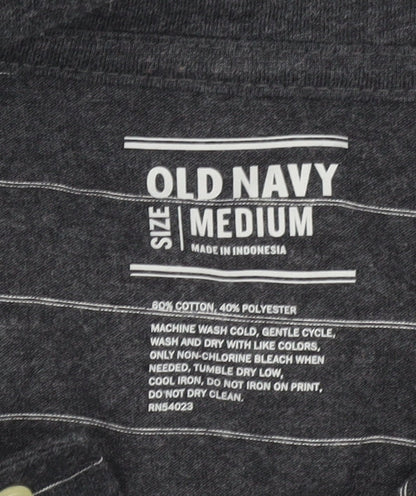 OLD NAVY
SIZE MEDIUM
MADE IN INDONESIA
60% COTTON, 40% POLYESTER
MACHINE WASH COLD, GENTLE CYCLE,
WASH AND DRY WITH LIKE COLORS,
ONLY NON-CHLORINE BLEACH WHEN
NEEDED, TUMBLE DRY LOW,
COOL IRON, DO NOT IRON ON PRINT,
DO NOT DRY CLEAN.
RN54023